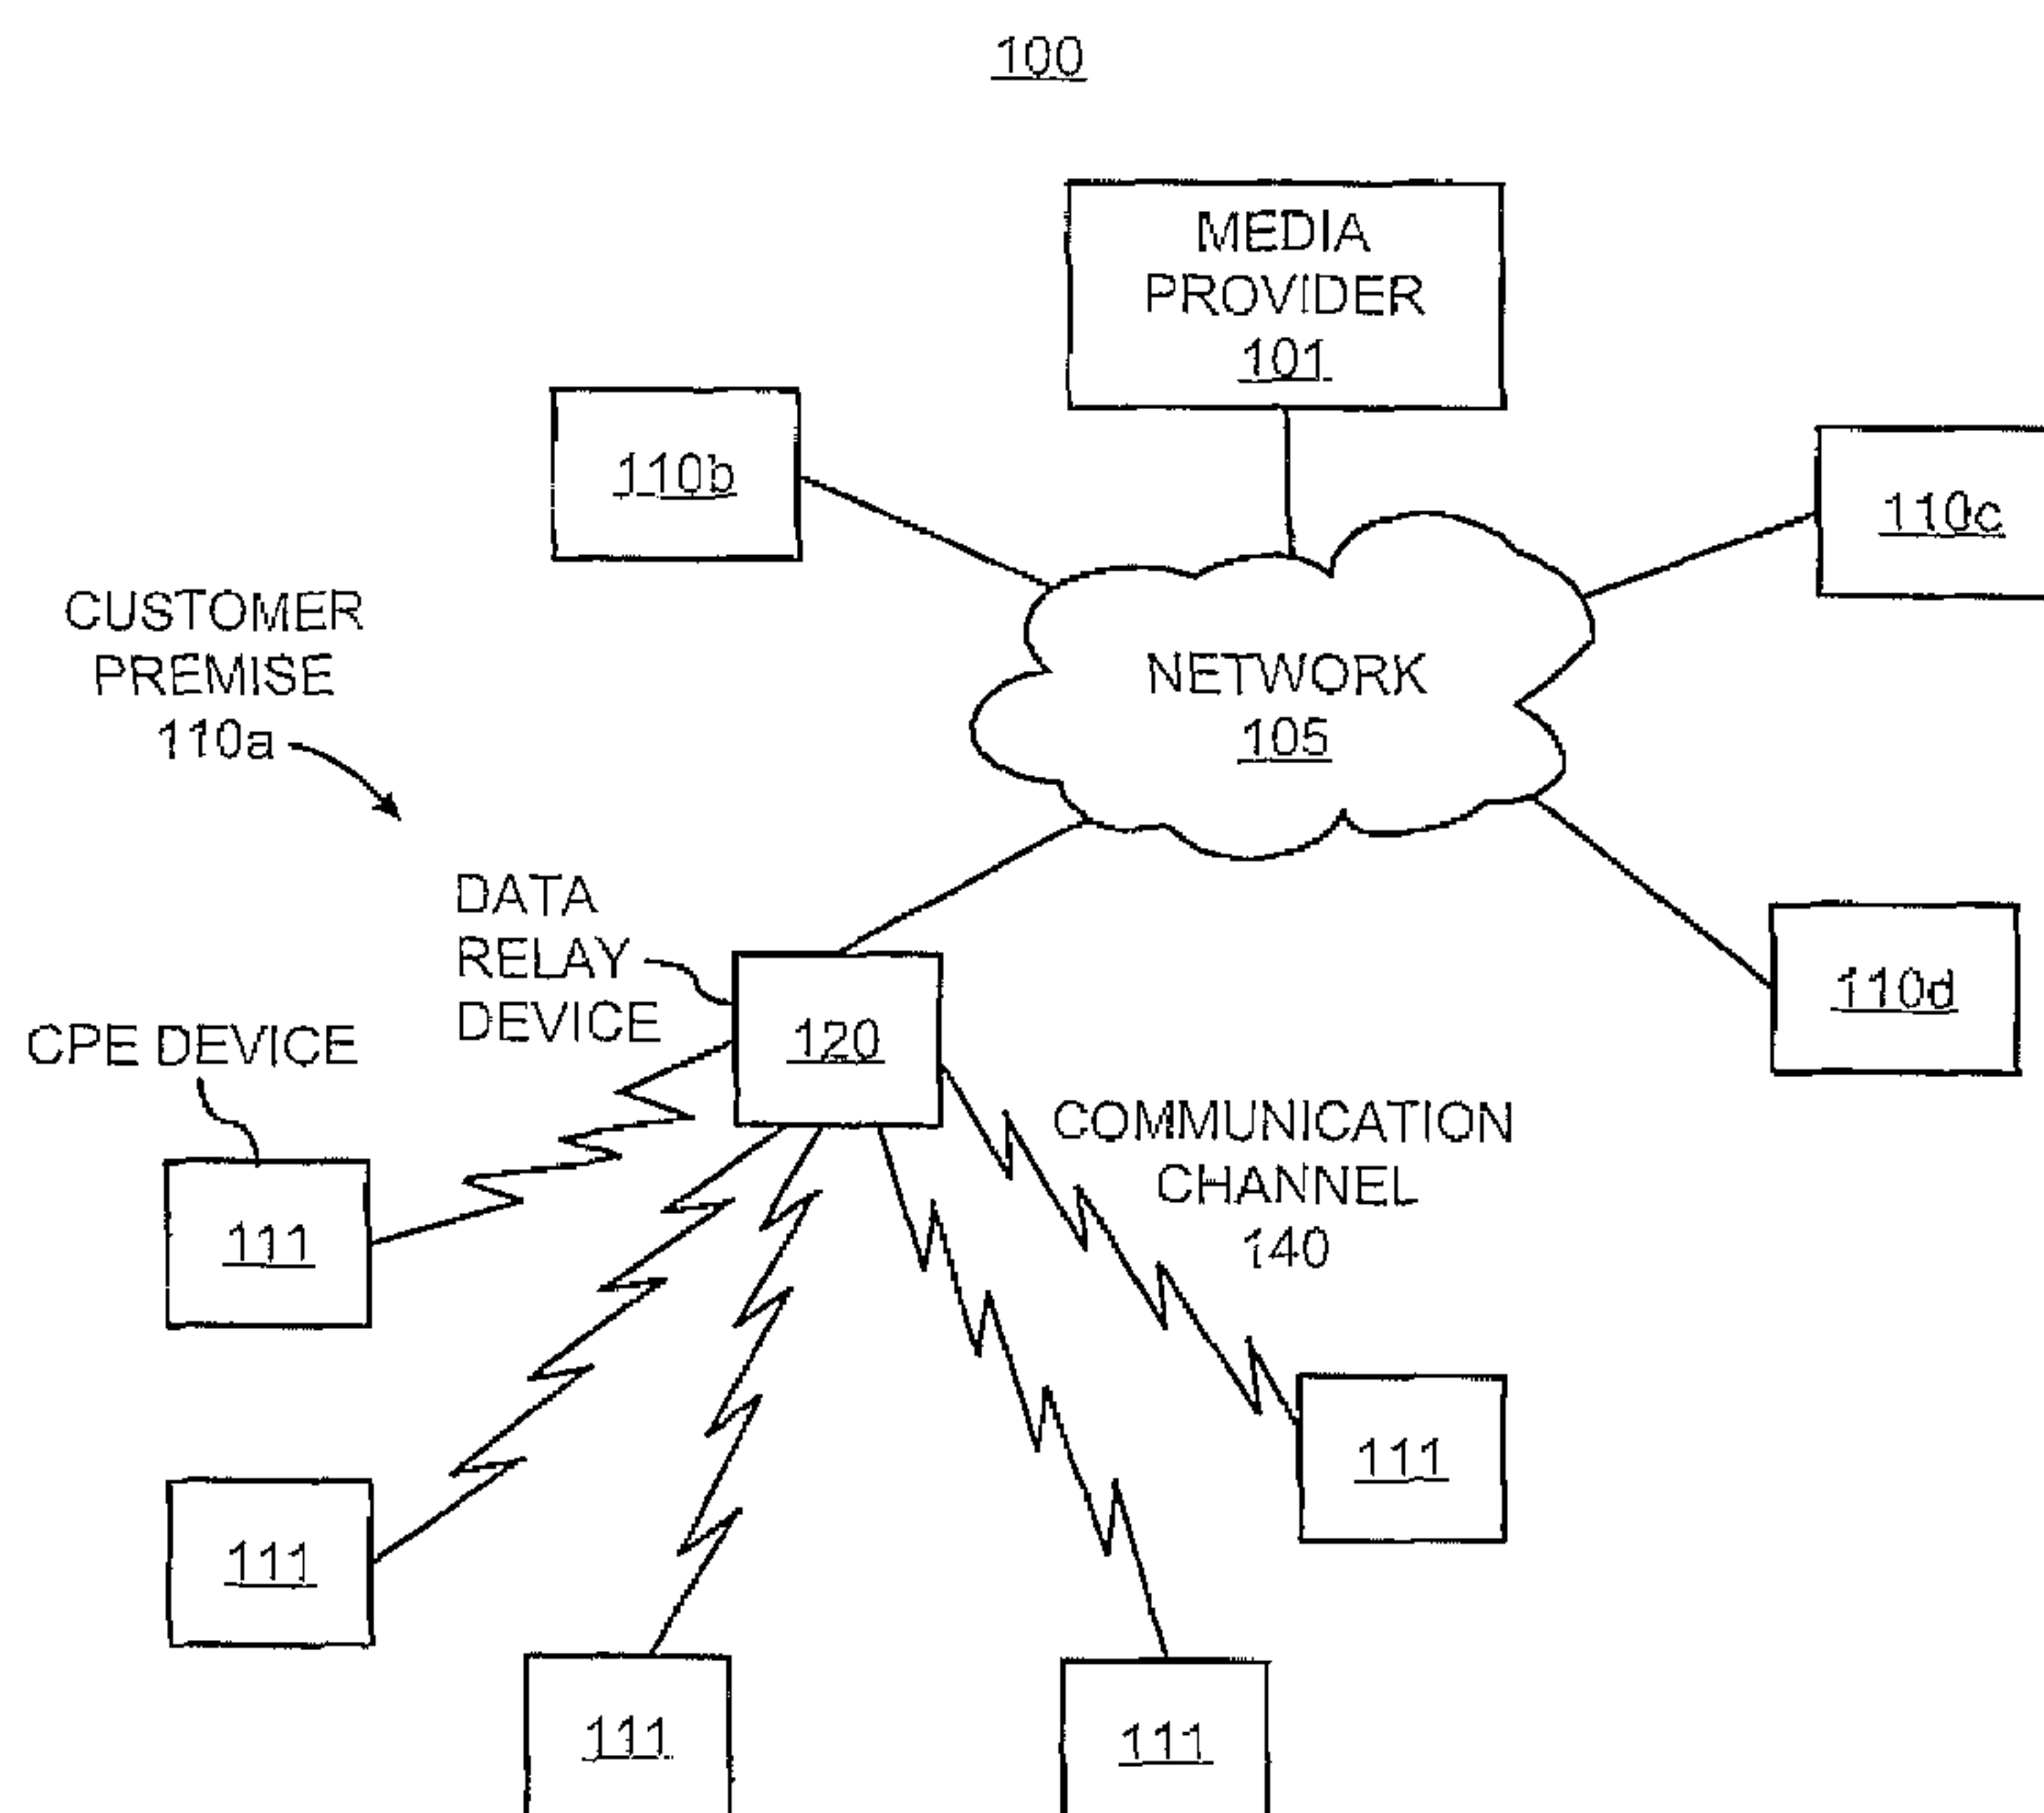 100
MEDIA
PROVIDER
101
110b
110c
CUSTOMER
PREMISE
110a
NETWORK
105
DATA
RELAY
DEVICE
120
110d
CPE DEVICE
COMMUNICATION
CHANNEL
140
111
111
111
111
111